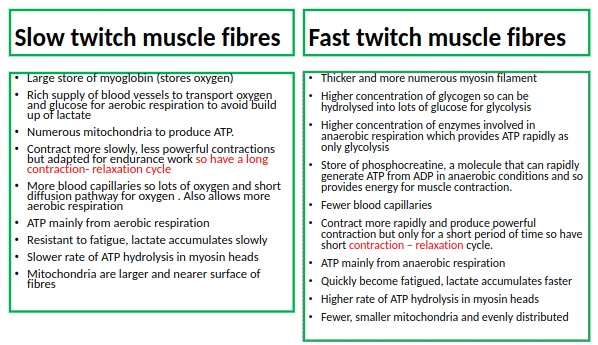 Slow twitch muscle fibres
• Large store of myoglobin (stores oxygen)
• Rich supply of blood vessels to transport oxygen
and glucose for aerobic respiration to avoid build
up of lactate
• Numerous mitochondria to produce ATP.
• Contract more slowly, less powerful contractions
but adapted for endurance work so have a long
contraction- relaxation cycle
• More blood capillaries so lots of oxygen and short
diffusion pathway for oxygen . Also allows more
aerobic respiration
• ATP mainly from aerobic respiration
• Resistant to fatigue, lactate accumulates slowly
• Slower rate of ATP hydrolysis in myosin heads
• Mitochondria are larger and nearer surface of
fibres
Fast twitch muscle fibres
• Thicker and more numerous myosin filament
• Higher concentration of glycogen so can be
hydrolysed into lots of glucose for glycolysis
• Higher concentration of enzymes involved in
anaerobic respiration which provides ATP rapidly as
only glycolysis
• Store of phosphocreatine, a molecule that can rapidly
generate ATP from ADP in anaerobic conditions and so
provides energy for muscle contraction.
• Fewer blood capillaries
• Contract more rapidly and produce powerful
contraction but only for a short period of time so have
short contraction – relaxation cycle.
• ATP mainly from anaerobic respiration
• Quickly become fatigued, lactate accumulates faster
• Higher rate of ATP hydrolysis in myosin heads
• Fewer, smaller mitochondria and evenly distributed